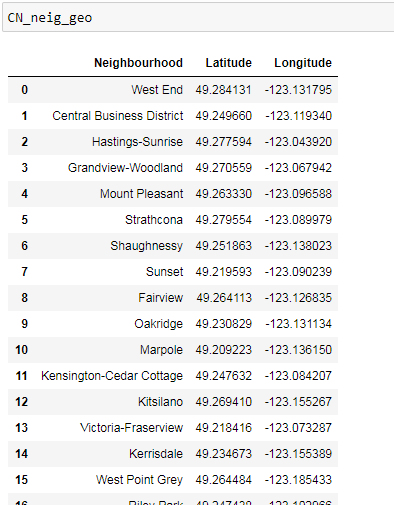 CN_neig_geo
Neighbourhood Latitude Longitude
0 West End 49.284131 -123.131795
1 Central Business District 49.249660 -123.119340
2 Hastings-Sunrise 49.277594 -123.043920
3 Grandview-Woodland 49.270559 -123.067942
4 Mount Pleasant 49.263330 -123.096588
5 Strathcona 49.279554 -123.089979
6 Shaughnessy 49.251863 -123.138023
7 Sunset 49.219593 -123.090239
8 Fairview 49.264113 -123.126835
9 Oakridge 49.230829 -123.131134
10 Marpole 49.209223 -123.136150
11 Kensington-Cedar Cottage 49.247632 -123.084207
12 Kitsilano 49.269410 -123.155267
13 Victoria-Fraserview 49.218416 -123.073287
14 Kerrisdale 49.234673 -123.155389
15 West Point Grey 49.264484 -123.185433
16 Riley Park